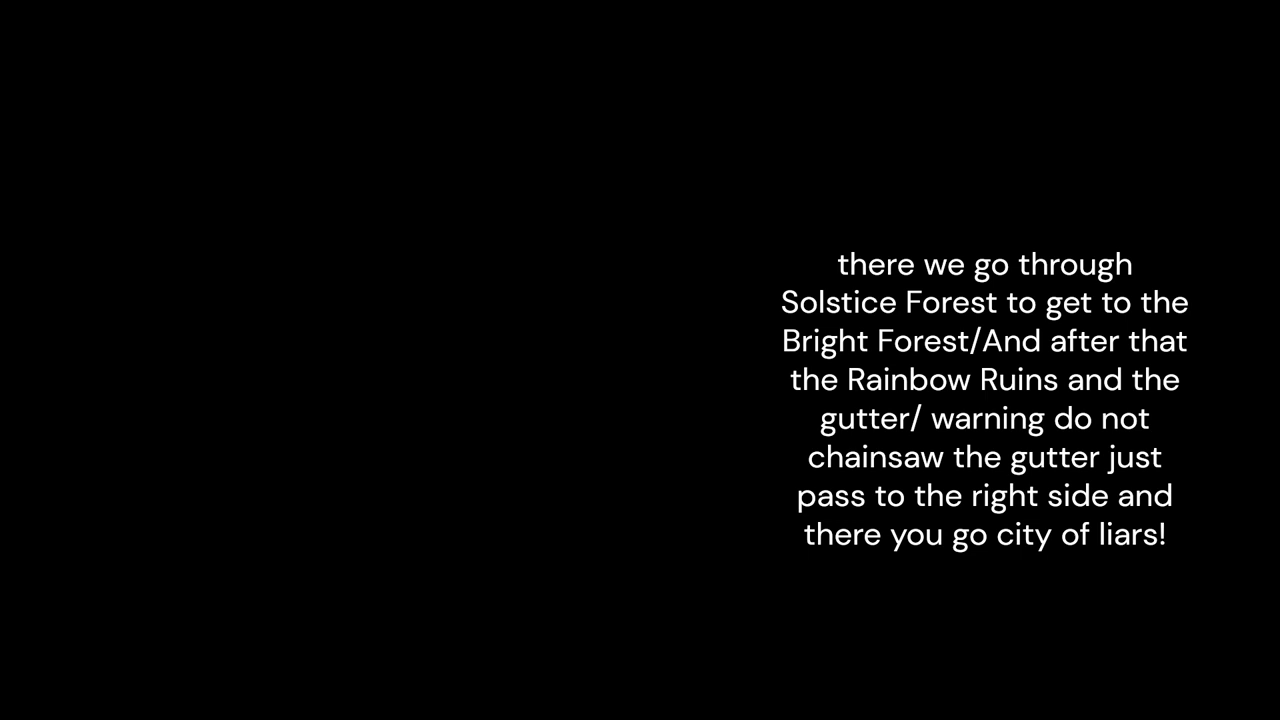 there we go through
Solstice Forest to get to the
Bright Forest/And after that
the Rainbow Ruins and the
gutter/ warning do not
chainsaw the gutter just
pass to the right side and
there you go city of liars!